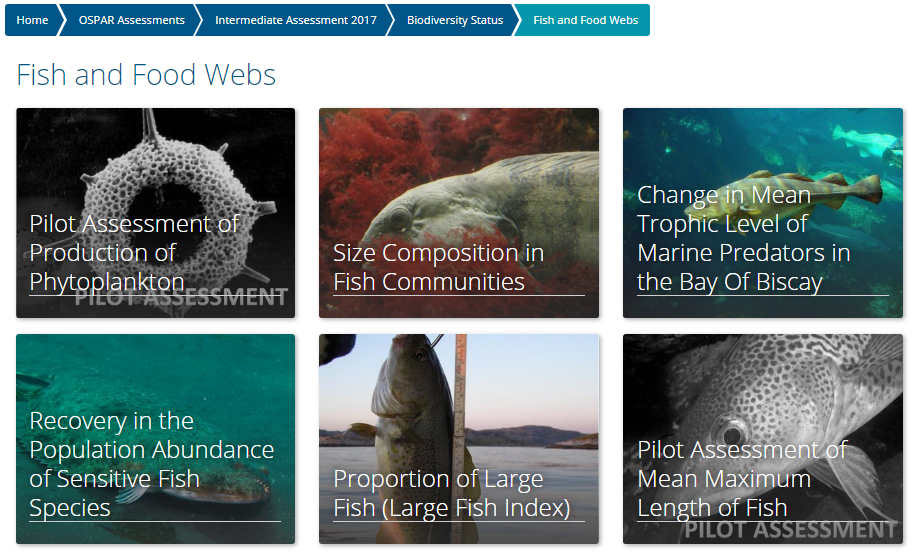 Home
OSPAR Assessments
Intermediate Assessment 2017
Biodiversity Status
Fish and Food Webs
Fish and Food Webs
Pilot Assessment of
Production of
Phytoplankton
PILOT ASSESSMENT
Size Composition in
Fish Communities
Change in Mean
Trophic Level of
Marine Predators in
the Bay Of Biscay
Recovery in the
Population Abundance
of Sensitive Fish
Species
Proportion of Large
Fish (Large Fish Index)
Pilot Assessment of
Mean Maximum
Length of Fish
PILOT ASSESSMENT